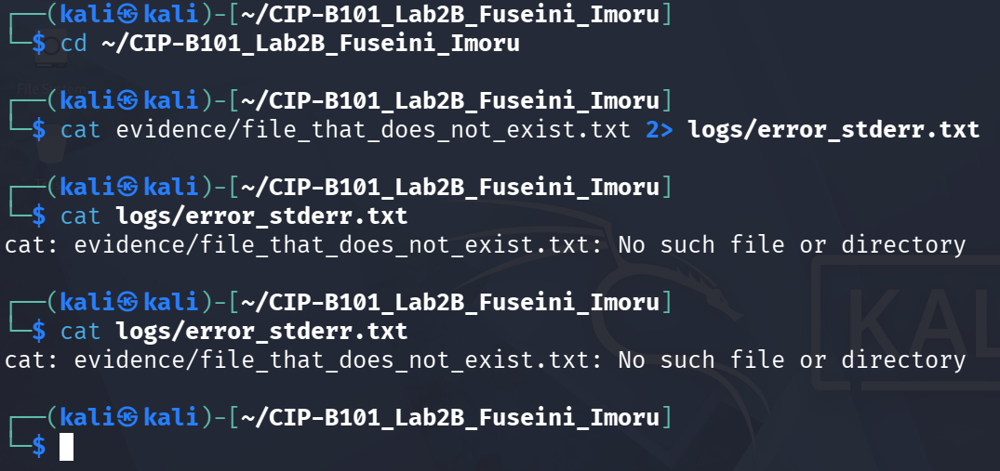 ┌──(kali㉿kali)-[~/CIP-B101_Lab2B_Fuseini_Imoru]
└─$ cd ~/CIP-B101_Lab2B_Fuseini_Imoru
File System
┌──(kali㉿kali)-[~/CIP-B101_Lab2B_Fuseini_Imoru]
└─$ cat evidence/file_that_does_not_exist.txt 2> logs/error_stderr.txt
┌──(kali㉿kali)-[~/CIP-B101_Lab2B_Fuseini_Imoru]
└─$ cat logs/error_stderr.txt
cat: evidence/file_that_does_not_exist.txt: No such file or directory
┌──(kali㉿kali)-[~/CIP-B101_Lab2B_Fuseini_Imoru]
└─$ cat logs/error_stderr.txt
KAL
cat: evidence/file_that_does_not_exist.txt: No such file or directory
┌──(kali㉿kali)-[~/CIP-B101_Lab2B_Fuseini_Imoru]
└─$